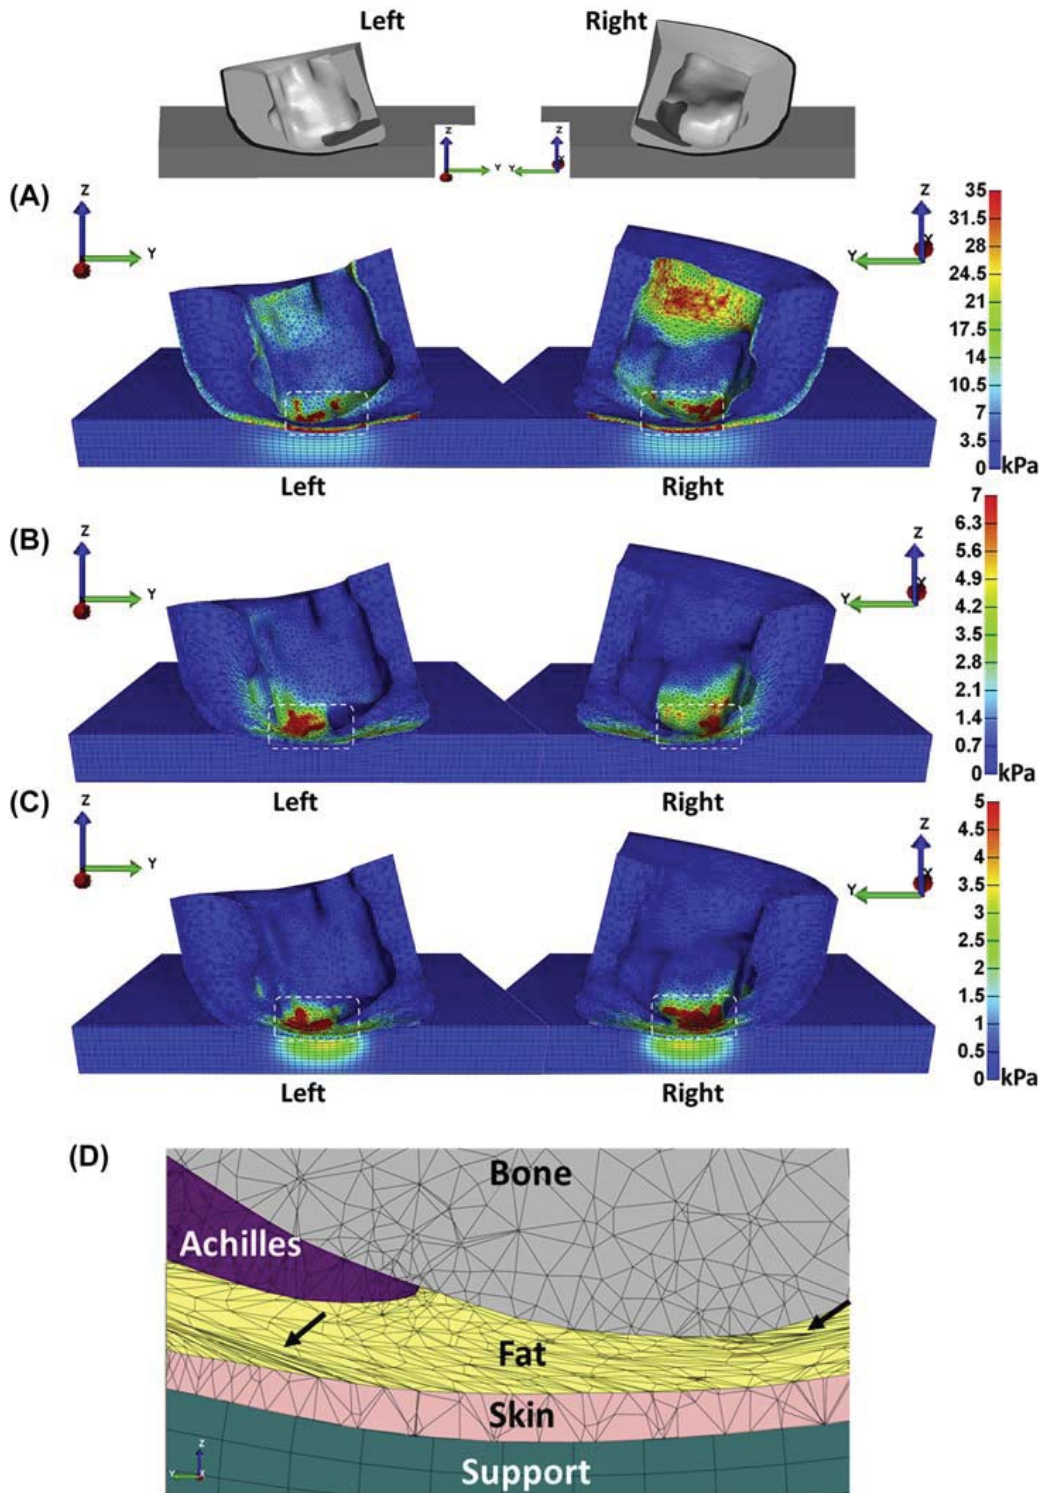 Left Right
Z Y Z Y
(A)
Z Y Z X Y
35
31.5
28
24.5
21
17.5
14
10.5
7
3.5
0 kPa
Left Right
(B)
Z Y Z X Y
7
6.3
5.6
4.9
4.2
3.5
2.8
2.1
1.4
0.7
0 kPa
Left Right
(C)
Z Y Z X Y
5
4.5
4
3.5
3
2.5
2
1.5
1
0.5
0 kPa
Left Right
(D)
Bone
Achilles
Fat
Skin
Support
Z Y X